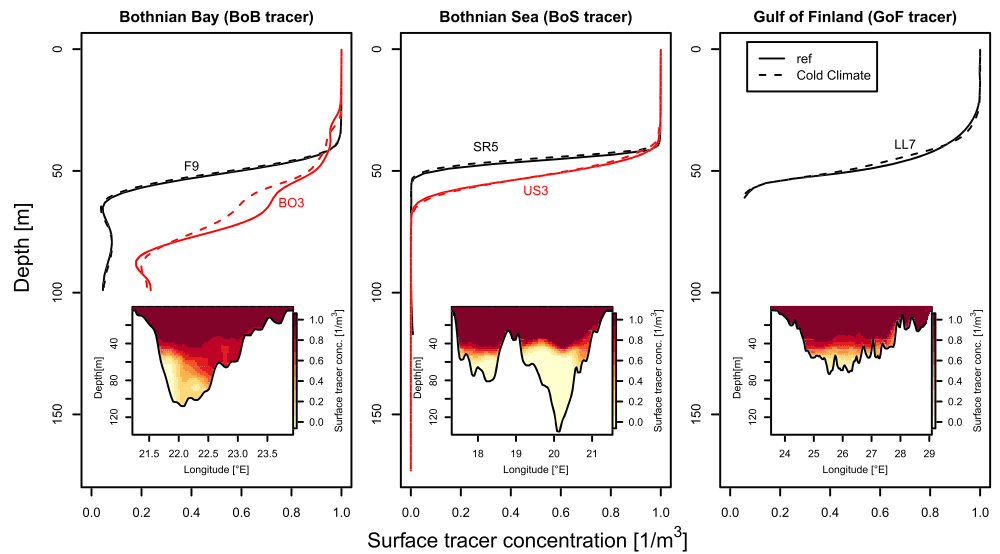 Bothnian Bay (BoB tracer)
Bothnian Sea (BoS tracer)
Gulf of Finland (GoF tracer)
Depth [m]
0
50
100
150
0
50
100
150
0
50
100
150
F9
BO3
SR5
US3
ref
Cold Climate
LL7
Depth[m]
40
80
120
21.5 22.0 22.5 23.0 23.5
Longitude [°E]
1.0
0.8
0.6
0.4
0.2
0.0
Surface tracer conc. [1/m³]
Depth[m]
40
80
120
18 19 20 21
Longitude [°E]
1.0
0.8
0.6
0.4
0.2
0.0
Surface tracer conc. [1/m³]
Depth[m]
40
80
120
24 25 26 27 28 29
Longitude [°E]
1.0
0.8
0.6
0.4
0.2
0.0
Surface tracer conc. [1/m³]
0.0 0.2 0.4 0.6 0.8 1.0
0.0 0.2 0.4 0.6 0.8 1.0
0.0 0.2 0.4 0.6 0.8 1.0
Surface tracer concentration [1/m³]